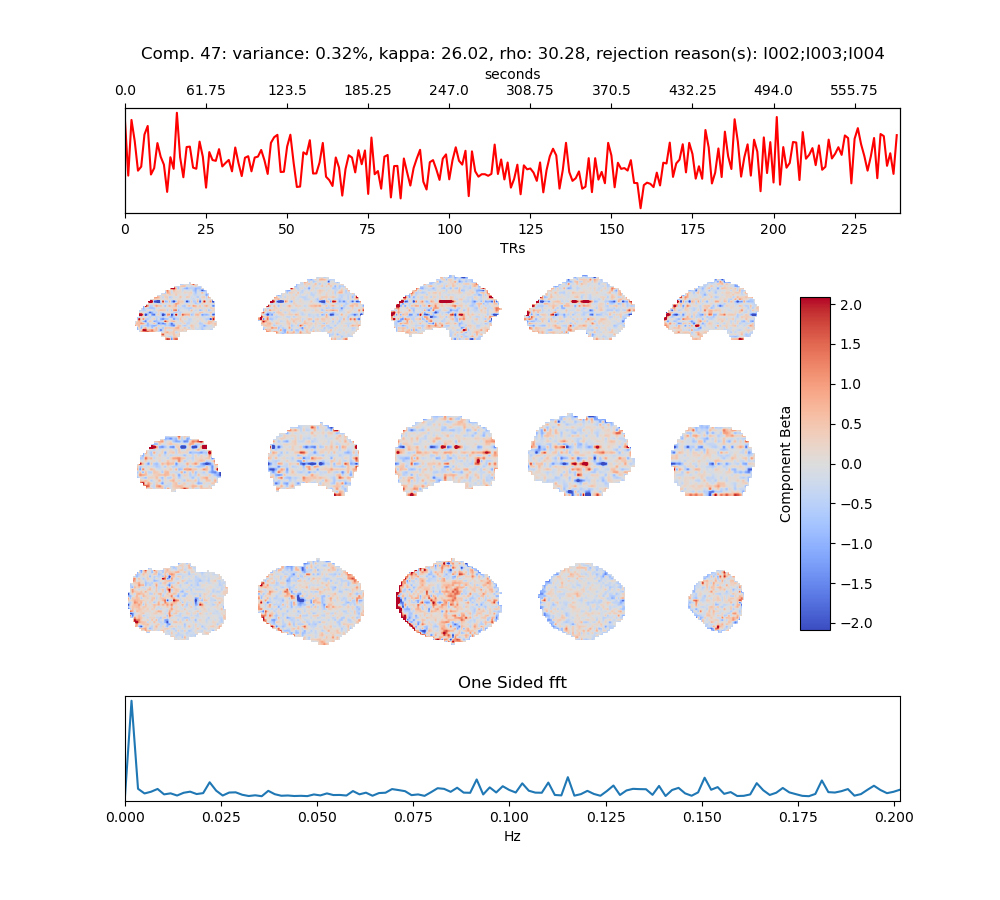 Comp. 47: variance: 0.32%, kappa: 26.02, rho: 30.28, rejection reason(s): I002;I003;I004
seconds
0.0 61.75 123.5 185.25 247.0 308.75 370.5 432.25 494.0 555.75
0 25 50 75 100 125 150 175 200 225
TRs
2.0
1.5
1.0
0.5
0.0
−0.5
−1.0
−1.5
−2.0
Component Beta
One Sided fft
0.000 0.025 0.050 0.075 0.100 0.125 0.150 0.175 0.200
Hz